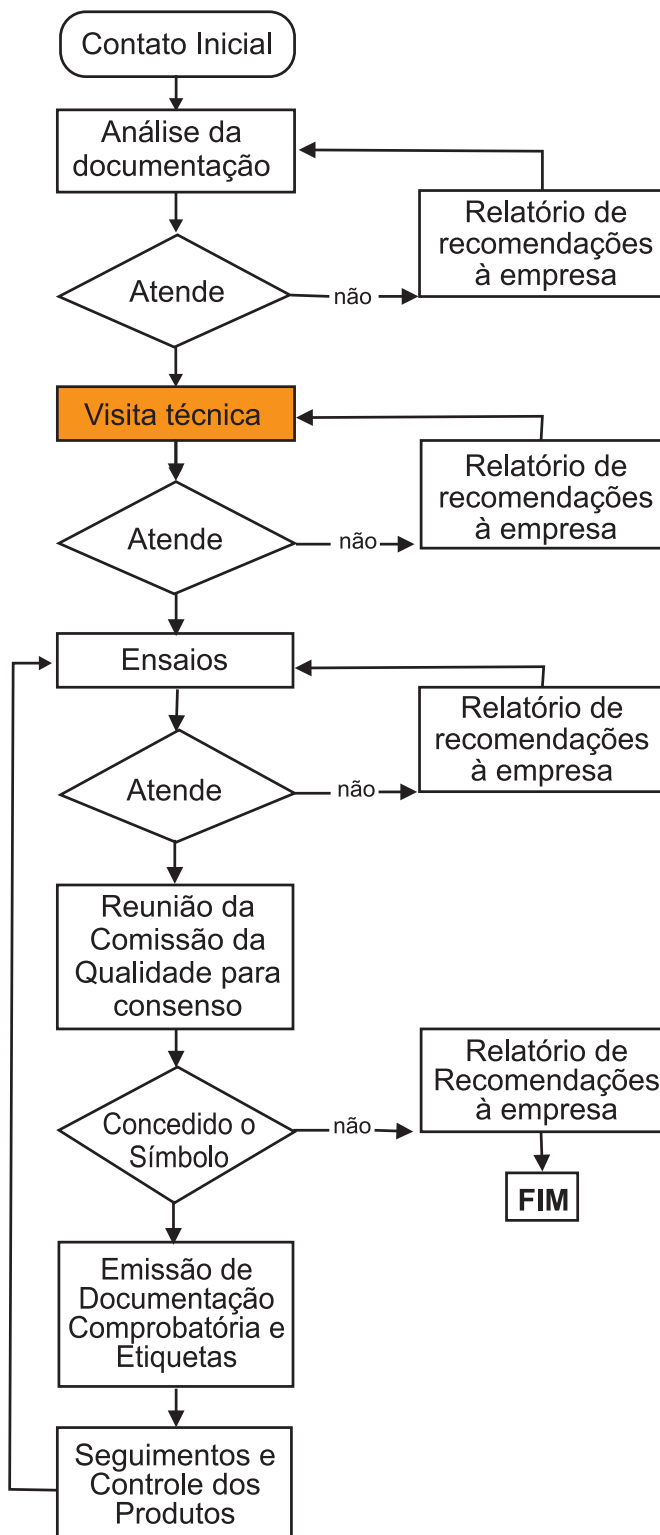 Contato Inicial
Análise da
documentação
Relatório de
recomendações
à empresa
Atende
não
Visita técnica
Relatório de
recomendações
à empresa
Atende
não
Ensaios
Relatório de
recomendações
à empresa
Atende
não
Reunião da
Comissão da
Qualidade para
consenso
Relatório de
Recomendações
à empresa
Concedido o
Símbolo
não
FIM
Emissão de
Documentação
Comprobatória e
Etiquetas
Seguimentos e
Controle dos
Produtos